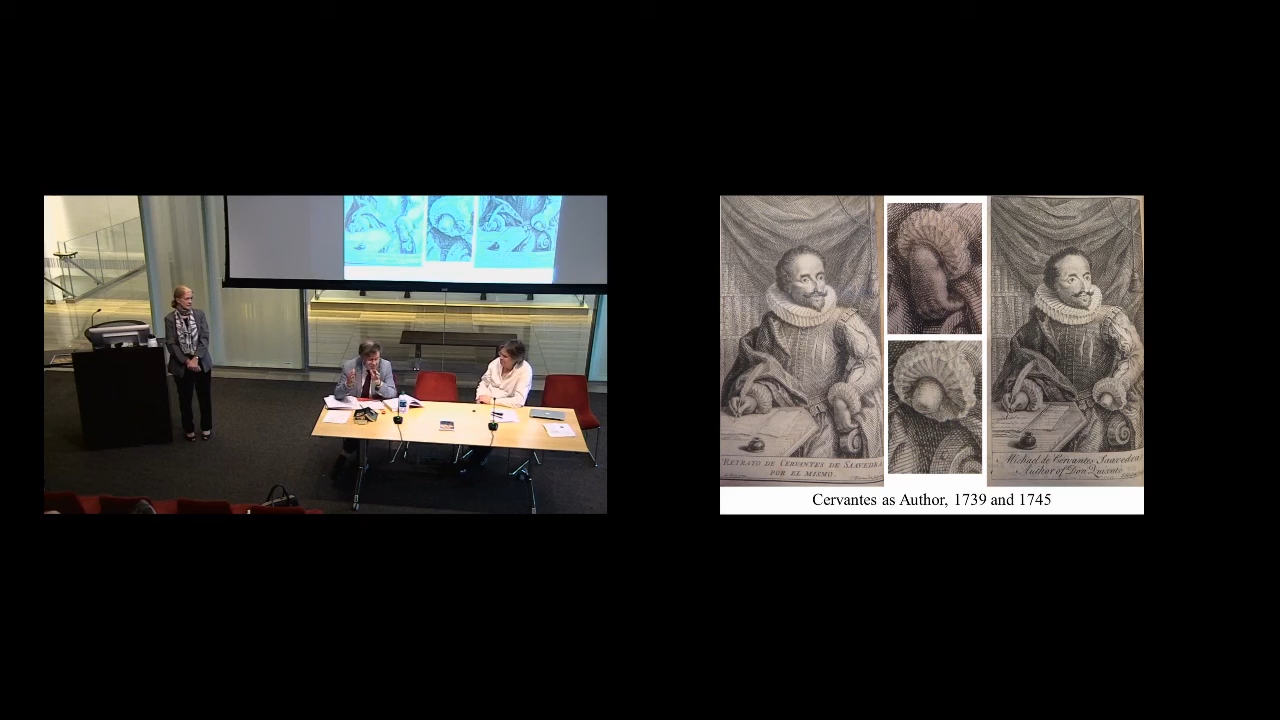 RETRATO DE CERVANTES DE SAAVEDRA
POR EL MISMO.
Michael de Cervantes Saavedra
Author of Don Quixote
Cervantes as Author, 1739 and 1745